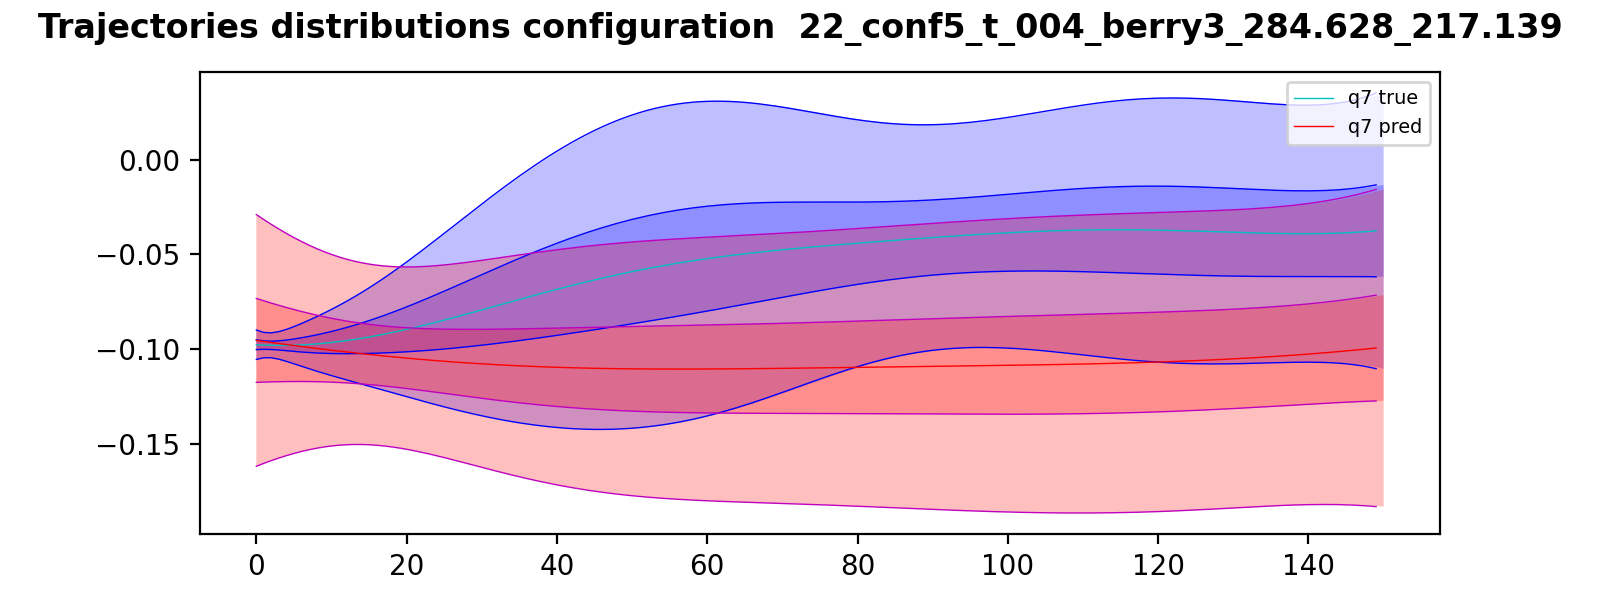 Trajectories distributions configuration  22_conf5_t_004_berry3_284.628_217.139
q7 true
q7 pred
0.00
−0.05
−0.10
−0.15
0 20 40 60 80 100 120 140